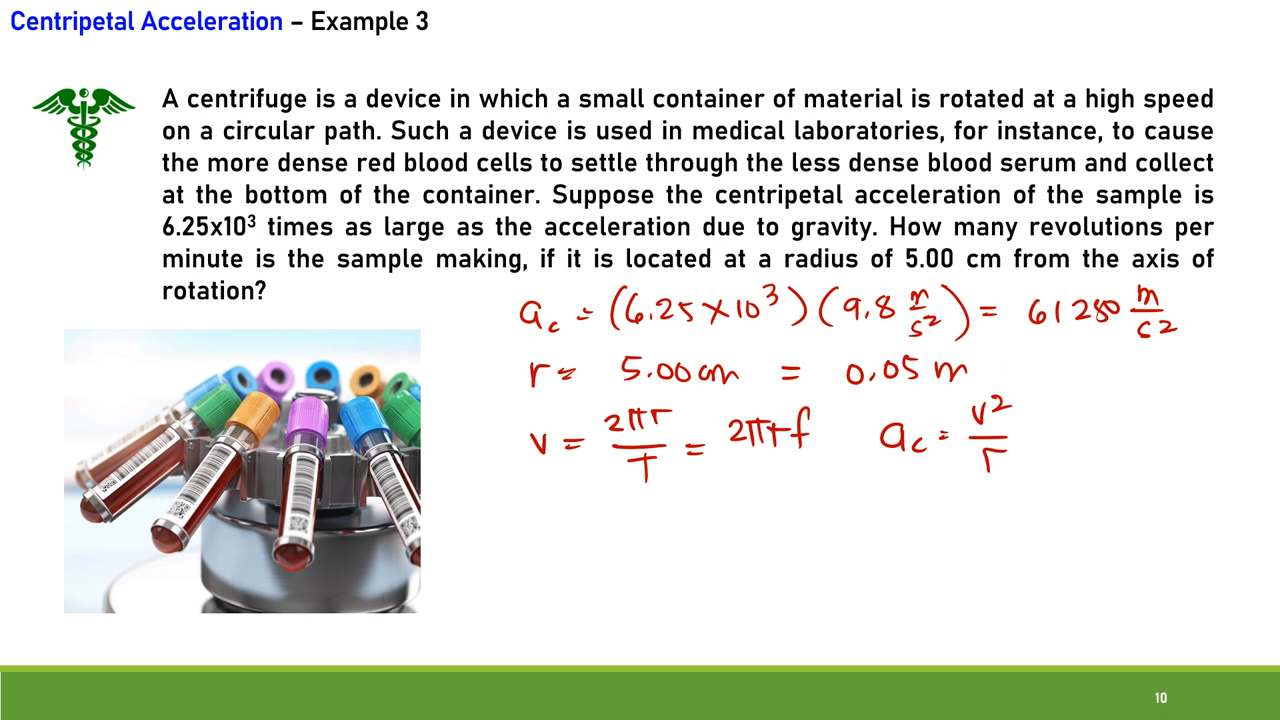 Centripetal Acceleration – Example 3
A centrifuge is a device in which a small container of material is rotated at a high speed
on a circular path. Such a device is used in medical laboratories, for instance, to cause
the more dense red blood cells to settle through the less dense blood serum and collect
at the bottom of the container. Suppose the centripetal acceleration of the sample is
6.25x10³ times as large as the acceleration due to gravity. How many revolutions per
minute is the sample making, if it is located at a radius of 5.00 cm from the axis of
rotation?
a_c = (6.25 × 10³) (9.8 m/s²) = 61280 m/s²
r = 5.00 cm = 0.05 m
v = 2πr/T = 2πrf a_c = v²/r
10